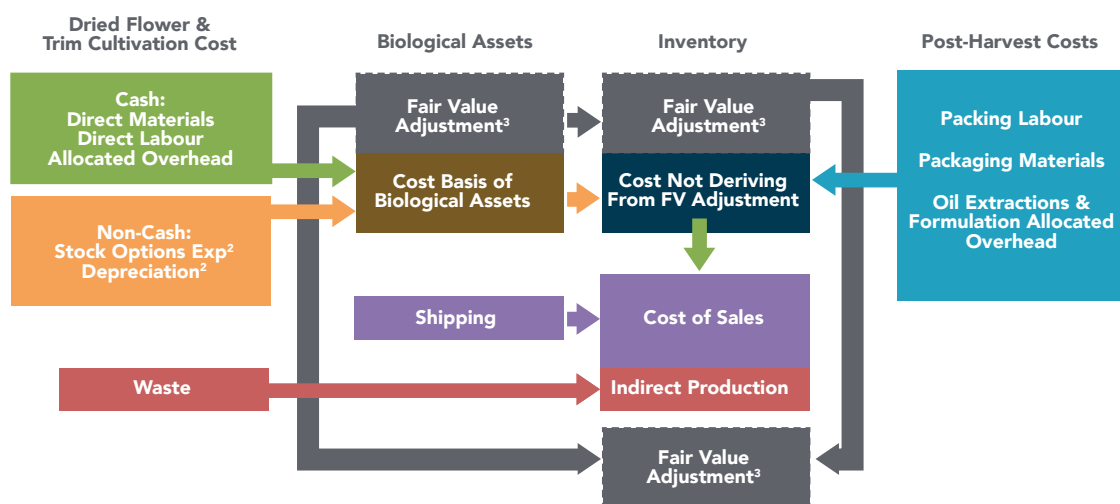 Dried Flower &
Trim Cultivation Cost
Biological Assets
Inventory
Post-Harvest Costs
Cash:
Direct Materials
Direct Labour
Allocated Overhead
Fair Value
Adjustment³
Fair Value
Adjustment³
Packing Labour
Packaging Materials
Oil Extractions &
Formulation Allocated
Overhead
Cost Basis of
Biological Assets
Cost Not Deriving
From FV Adjustment
Non-Cash:
Stock Options Exp²
Depreciation²
Shipping
Cost of Sales
Waste
Indirect Production
Fair Value
Adjustment³